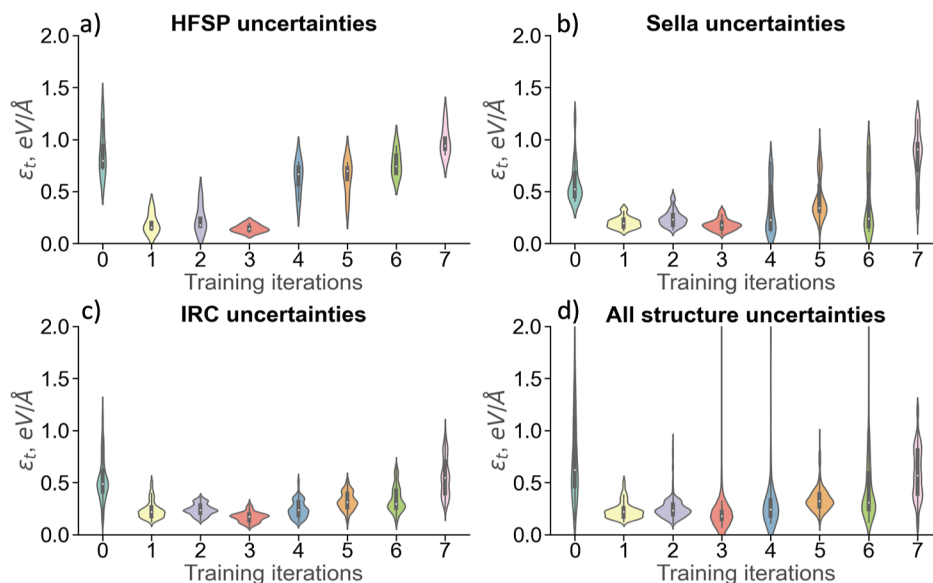 a) HFSP uncertainties
2.0
1.5
1.0
0.5
0.0
εt, eV/Å
0 1 2 3 4 5 6 7
Training iterations
b) Sella uncertainties
2.0
1.5
1.0
0.5
0.0
εt, eV/Å
0 1 2 3 4 5 6 7
Training iterations
c) IRC uncertainties
2.0
1.5
1.0
0.5
0.0
εt, eV/Å
0 1 2 3 4 5 6 7
Training iterations
d) All structure uncertainties
2.0
1.5
1.0
0.5
0.0
εt, eV/Å
0 1 2 3 4 5 6 7
Training iterations